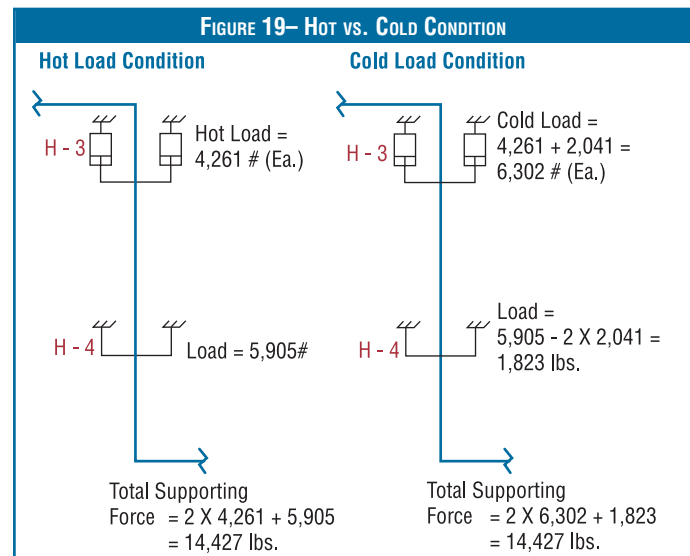 FIGURE 19– HOT VS. COLD CONDITION
Hot Load Condition
H - 3
Hot Load =
4,261 # (Ea.)
H - 4
Load = 5,905#
Total Supporting
Force = 2 X 4,261 + 5,905
= 14,427 lbs.
Cold Load Condition
H - 3
Cold Load =
4,261 + 2,041 =
6,302 # (Ea.)
H - 4
Load =
5,905 - 2 X 2,041 =
1,823 lbs.
Total Supporting
Force = 2 X 6,302 + 1,823
= 14,427 lbs.